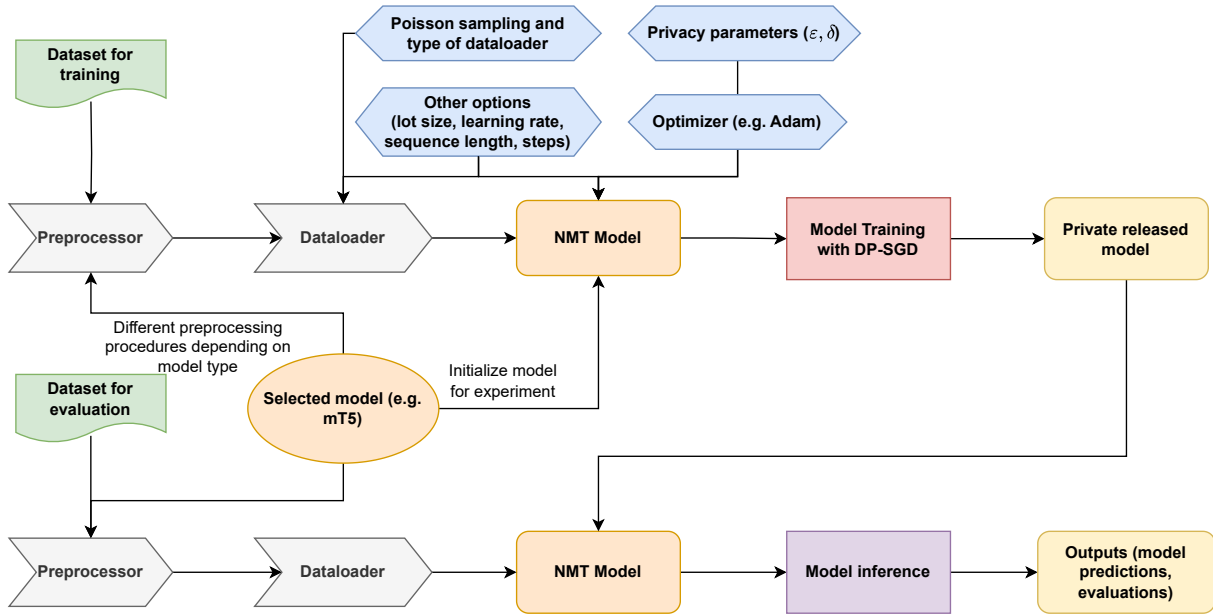 Poisson sampling and
type of dataloader
Privacy parameters (ε, δ)
Dataset for
training
Other options
(lot size, learning rate,
sequence length, steps)
Optimizer (e.g. Adam)
Preprocessor
Dataloader
NMT Model
Model Training
with DP-SGD
Private released
model
Different preprocessing
procedures depending on
model type
Initialize model
for experiment
Selected model (e.g.
mT5)
Dataset for
evaluation
Preprocessor
Dataloader
NMT Model
Model inference
Outputs (model
predictions,
evaluations)